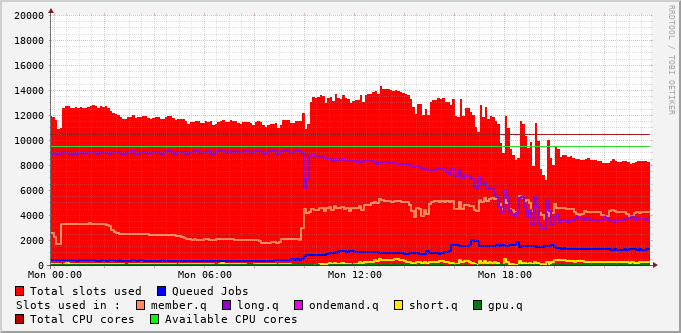 20000
18000
16000
14000
12000
10000
8000
6000
4000
2000
0
Mon 00:00 Mon 06:00 Mon 12:00 Mon 18:00
Total slots used Queued Jobs
Slots used in : member.q long.q ondemand.q short.q gpu.q
Total CPU cores Available CPU cores
RRDTOOL / TOBI OETIKER